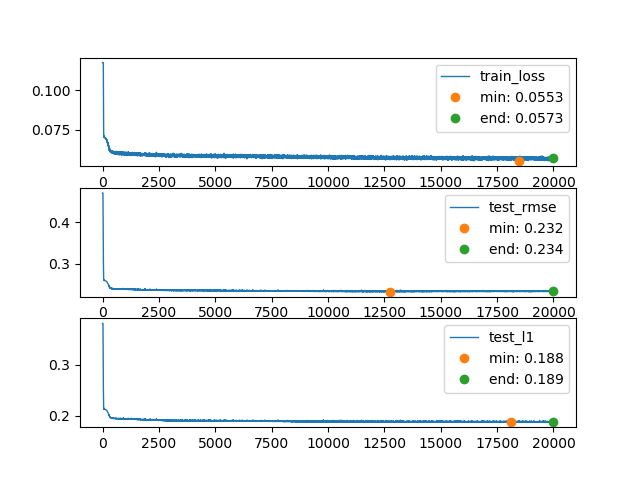 0.100
0.075
train_loss
min: 0.0553
end: 0.0573
0 2500 5000 7500 10000 12500 15000 17500 20000
0.4
0.3
test_rmse
min: 0.232
end: 0.234
0 2500 5000 7500 10000 12500 15000 17500 20000
0.3
0.2
test_l1
min: 0.188
end: 0.189
0 2500 5000 7500 10000 12500 15000 17500 20000